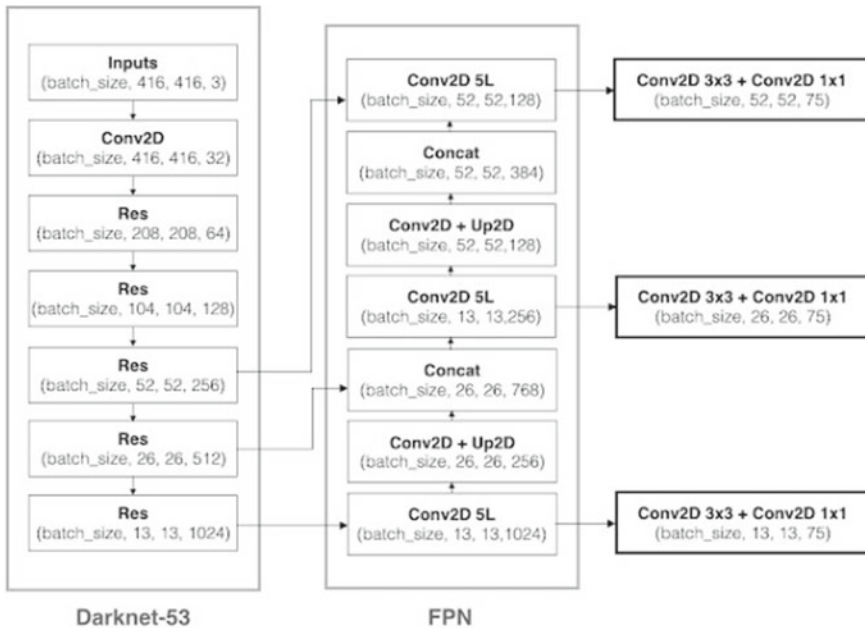 Inputs
(batch_size, 416, 416, 3)
Conv2D
(batch_size, 416, 416, 32)
Res
(batch_size, 208, 208, 64)
Res
(batch_size, 104, 104, 128)
Res
(batch_size, 52, 52, 256)
Res
(batch_size, 26, 26, 512)
Res
(batch_size, 13, 13, 1024)
Darknet-53
Conv2D 5L
(batch_size, 52, 52,128)
Concat
(batch_size, 52, 52, 384)
Conv2D + Up2D
(batch_size, 52, 52,128)
Conv2D 5L
(batch_size, 13, 13,256)
Concat
(batch_size, 26, 26, 768)
Conv2D + Up2D
(batch_size, 26, 26, 256)
Conv2D 5L
(batch_size, 13, 13,1024)
FPN
Conv2D 3x3 + Conv2D 1x1
(batch_size, 52, 52, 75)
Conv2D 3x3 + Conv2D 1x1
(batch_size, 26, 26, 75)
Conv2D 3x3 + Conv2D 1x1
(batch_size, 13, 13, 75)